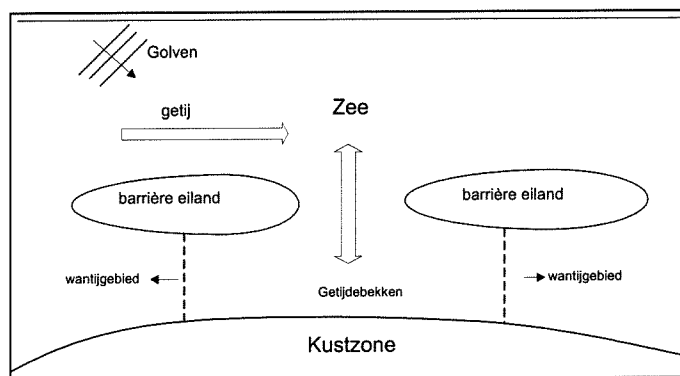 Golven
getij
Zee
barrière eiland
barrière eiland
wantijgebied
wantijgebied
Getijdebekken
Kustzone